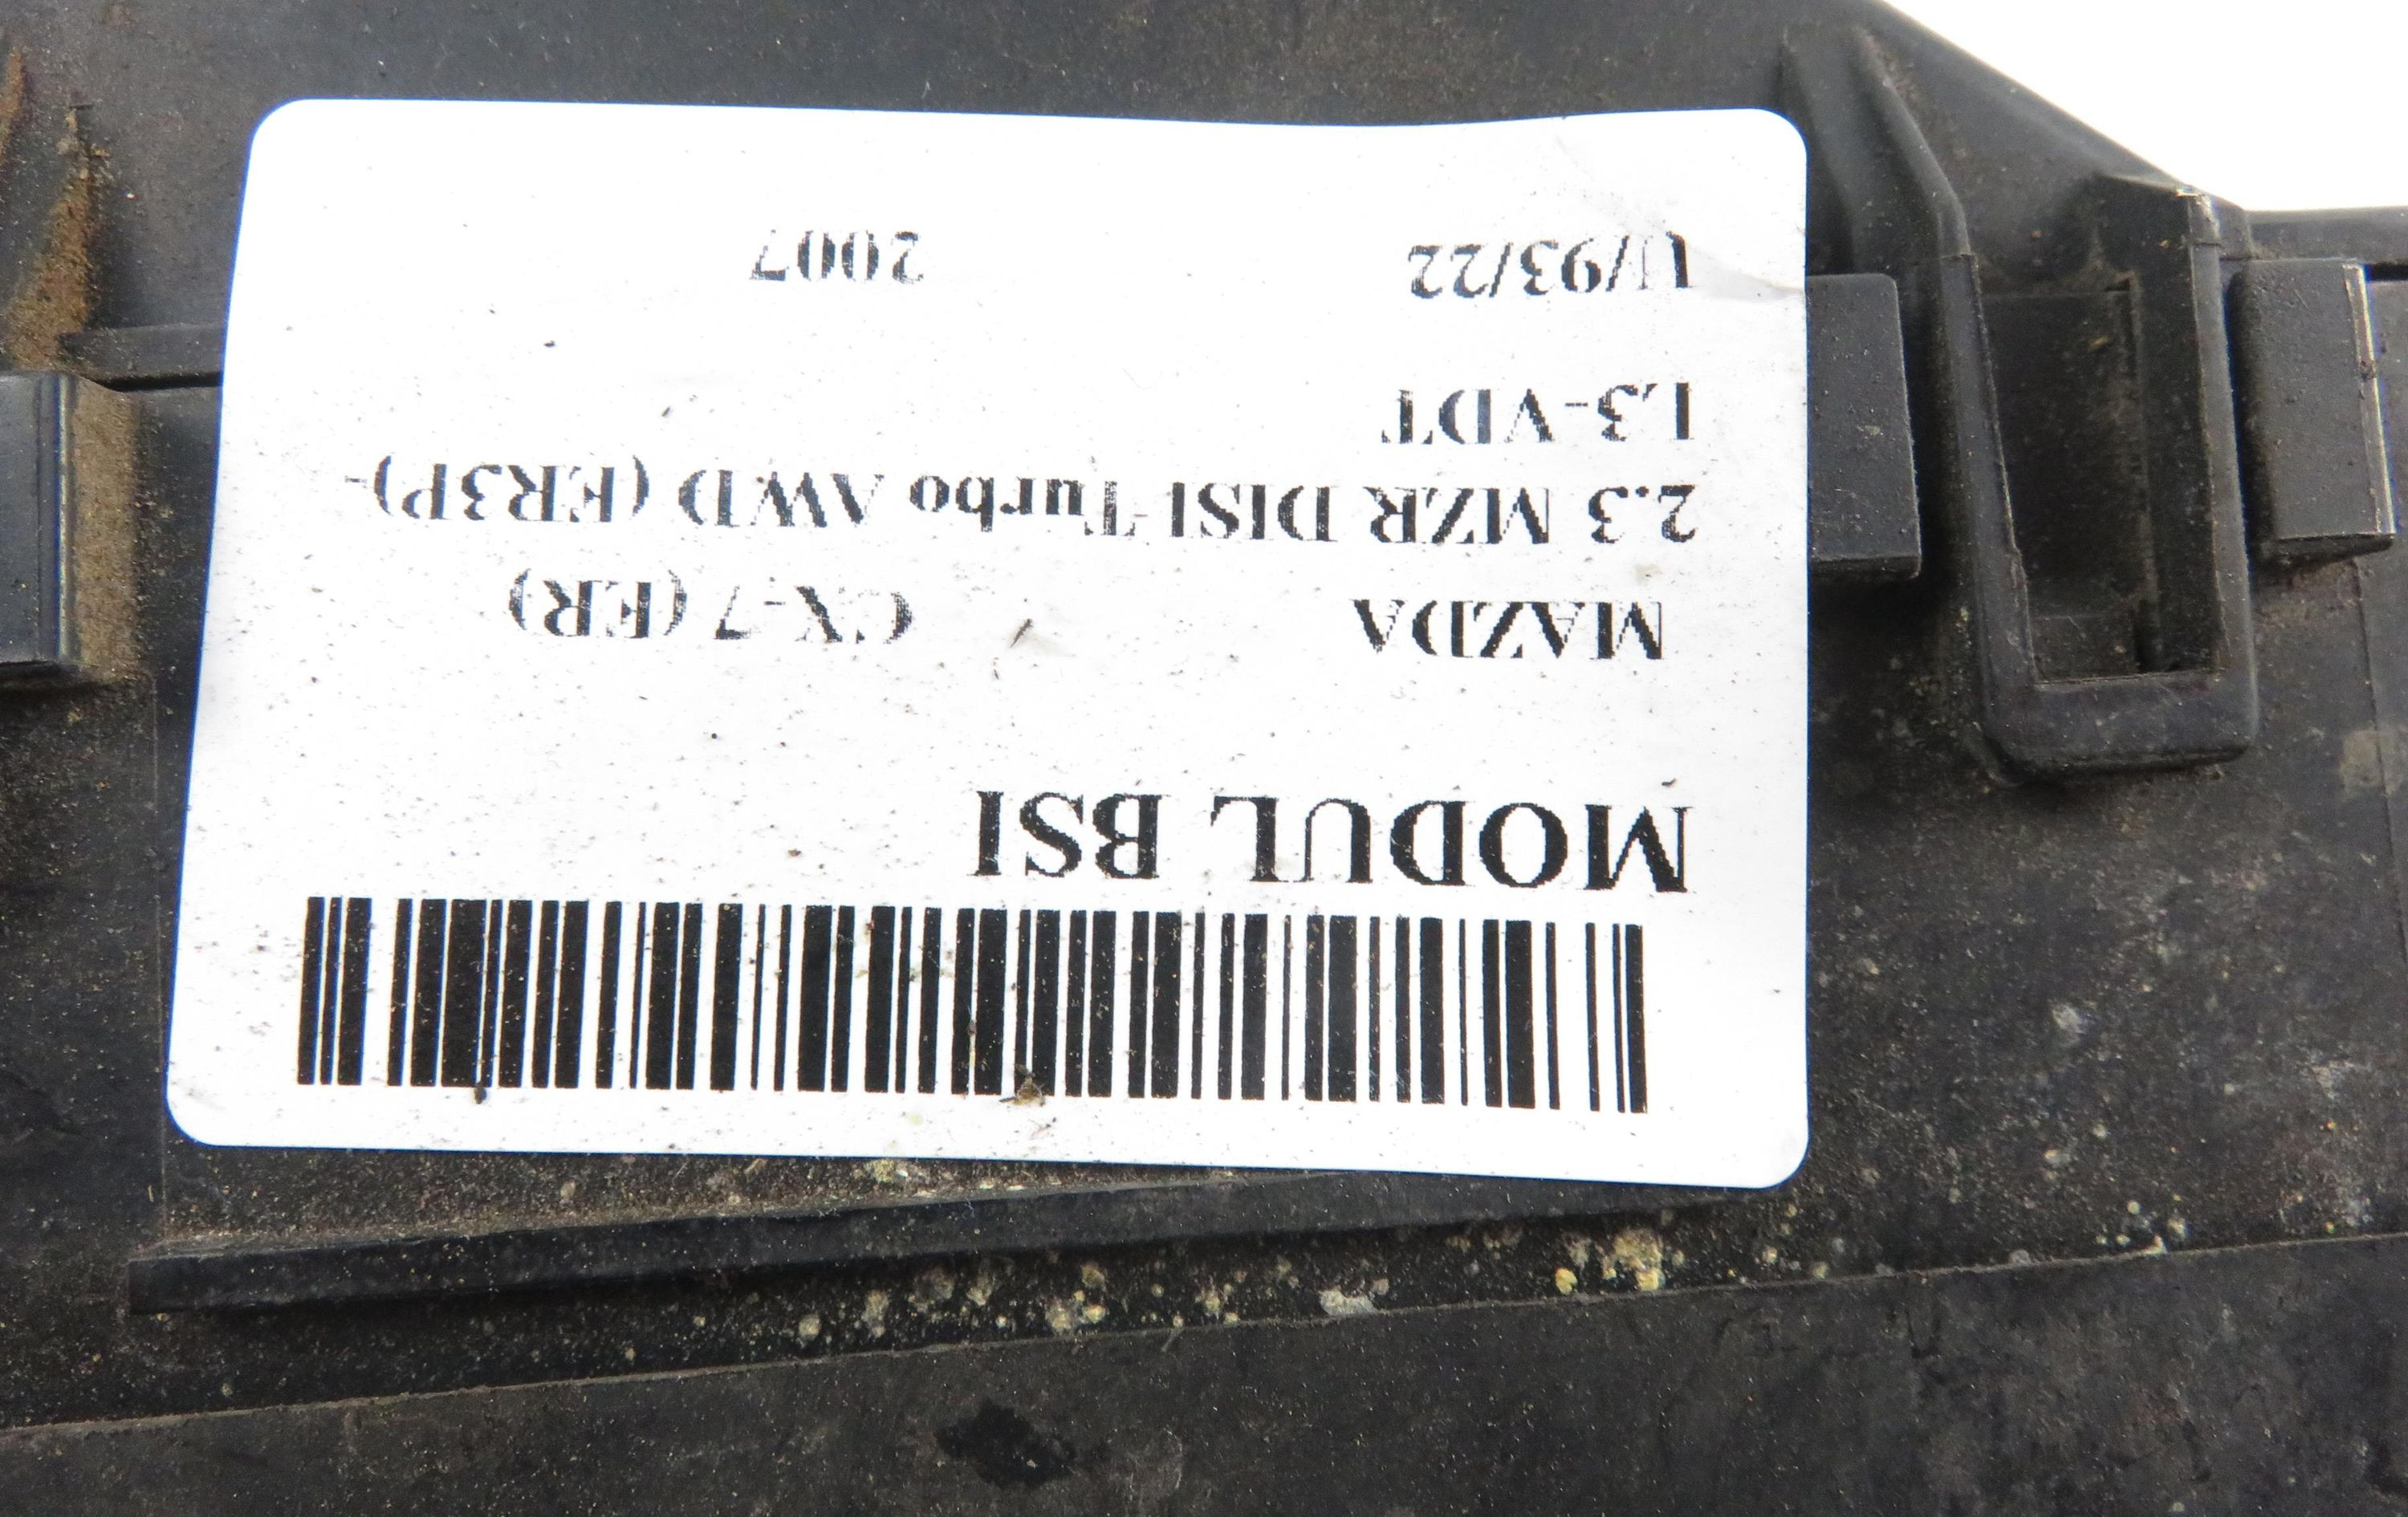 MODUL BSI
MAZDA CX-7 (ER)
2.3 MZR DISI Turbo AWD (ER3P)-
L3-VDT
U/93/22 2007